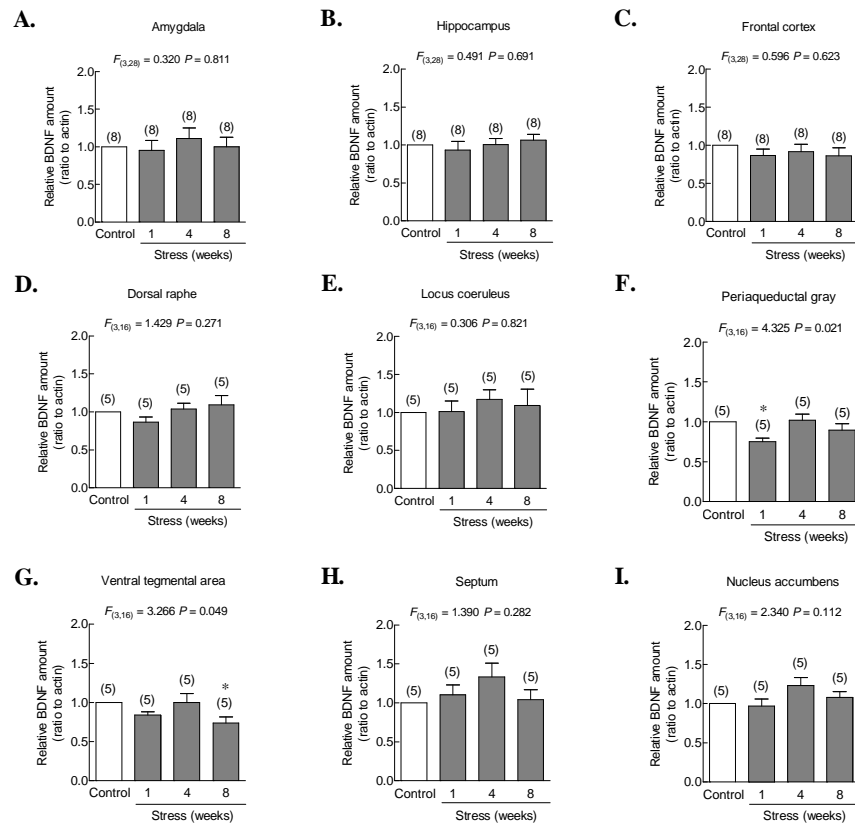 A.
Amygdala
F(3,28) = 0.320 P = 0.811
Relative BDNF amount
(ratio to actin)
2.0
1.5
1.0
0.5
0.0
(8) (8) (8) (8)
Control 1 4 8
Stress (weeks)
B.
Hippocampus
F(3,28) = 0.491 P = 0.691
Relative BDNF amount
(ratio to actin)
2.0
1.5
1.0
0.5
0.0
(8) (8) (8) (8)
Control 1 4 8
Stress (weeks)
C.
Frontal cortex
F(3,28) = 0.596 P = 0.623
Relative BDNF amount
(ratio to actin)
2.0
1.5
1.0
0.5
0.0
(8) (8) (8) (8)
Control 1 4 8
Stress (weeks)
D.
Dorsal raphe
F(3,16) = 1.429 P = 0.271
Relative BDNF amount
(ratio to actin)
2.0
1.5
1.0
0.5
0.0
(5) (5) (5) (5)
Control 1 4 8
Stress (weeks)
E.
Locus coeruleus
F(3,16) = 0.306 P = 0.821
Relative BDNF amount
(ratio to actin)
2.0
1.5
1.0
0.5
0.0
(5) (5) (5) (5)
Control 1 4 8
Stress (weeks)
F.
Periaqueductal gray
F(3,16) = 4.325 P = 0.021
Relative BDNF amount
(ratio to actin)
2.0
1.5
1.0
0.5
0.0
*
(5) (5) (5) (5)
Control 1 4 8
Stress (weeks)
G.
Ventral tegmental area
F(3,16) = 3.266 P = 0.049
Relative BDNF amount
(ratio to actin)
2.0
1.5
1.0
0.5
0.0
*
(5) (5) (5) (5)
Control 1 4 8
Stress (weeks)
H.
Septum
F(3,16) = 1.390 P = 0.282
Relative BDNF amount
(ratio to actin)
2.0
1.5
1.0
0.5
0.0
(5) (5) (5) (5)
Control 1 4 8
Stress (weeks)
I.
Nucleus accumbens
F(3,16) = 2.340 P = 0.112
Relative BDNF amount
(ratio to actin)
2.0
1.5
1.0
0.5
0.0
(5) (5) (5) (5)
Control 1 4 8
Stress (weeks)